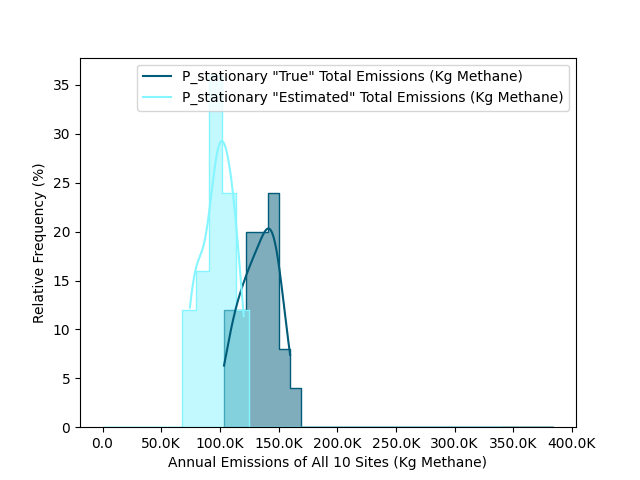 P_stationary "True" Total Emissions (Kg Methane)
P_stationary "Estimated" Total Emissions (Kg Methane)
35
30
25
20
15
10
5
0
Relative Frequency (%)
0.0 50.0K 100.0K 150.0K 200.0K 250.0K 300.0K 350.0K 400.0K
Annual Emissions of All 10 Sites (Kg Methane)